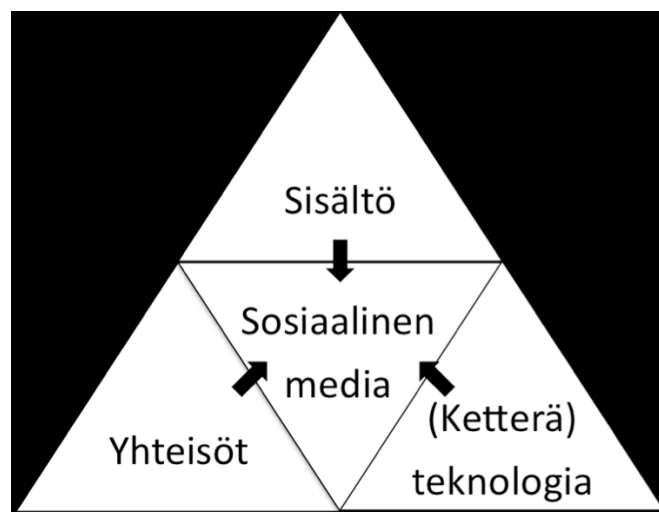 Sisältö
Sosiaalinen
media
Yhteisöt
(Ketterä)
teknologia